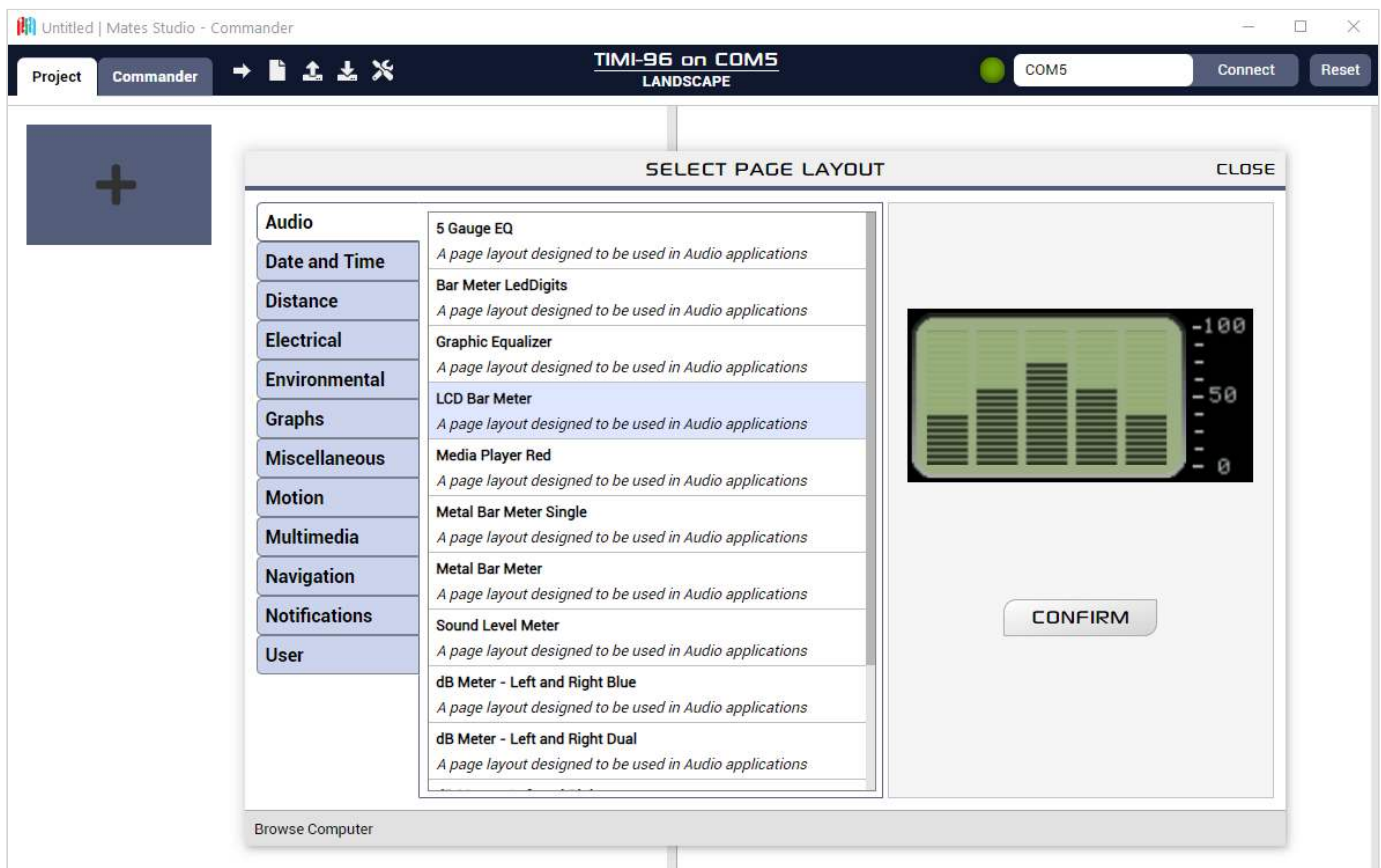 Untitled | Mates Studio - Commander
Project
Commander
TIMI-96 on COM5
LANDSCAPE
COM5
Connect
Reset
SELECT PAGE LAYOUT
CLOSE
Audio
Date and Time
Distance
Electrical
Environmental
Graphs
Miscellaneous
Motion
Multimedia
Navigation
Notifications
User
5 Gauge EQ
A page layout designed to be used in Audio applications
Bar Meter LedDigits
A page layout designed to be used in Audio applications
Graphic Equalizer
A page layout designed to be used in Audio applications
LCD Bar Meter
A page layout designed to be used in Audio applications
Media Player Red
A page layout designed to be used in Audio applications
Metal Bar Meter Single
A page layout designed to be used in Audio applications
Metal Bar Meter
A page layout designed to be used in Audio applications
Sound Level Meter
A page layout designed to be used in Audio applications
dB Meter - Left and Right Blue
A page layout designed to be used in Audio applications
dB Meter - Left and Right Dual
A page layout designed to be used in Audio applications
100
50
0
CONFIRM
Browse Computer